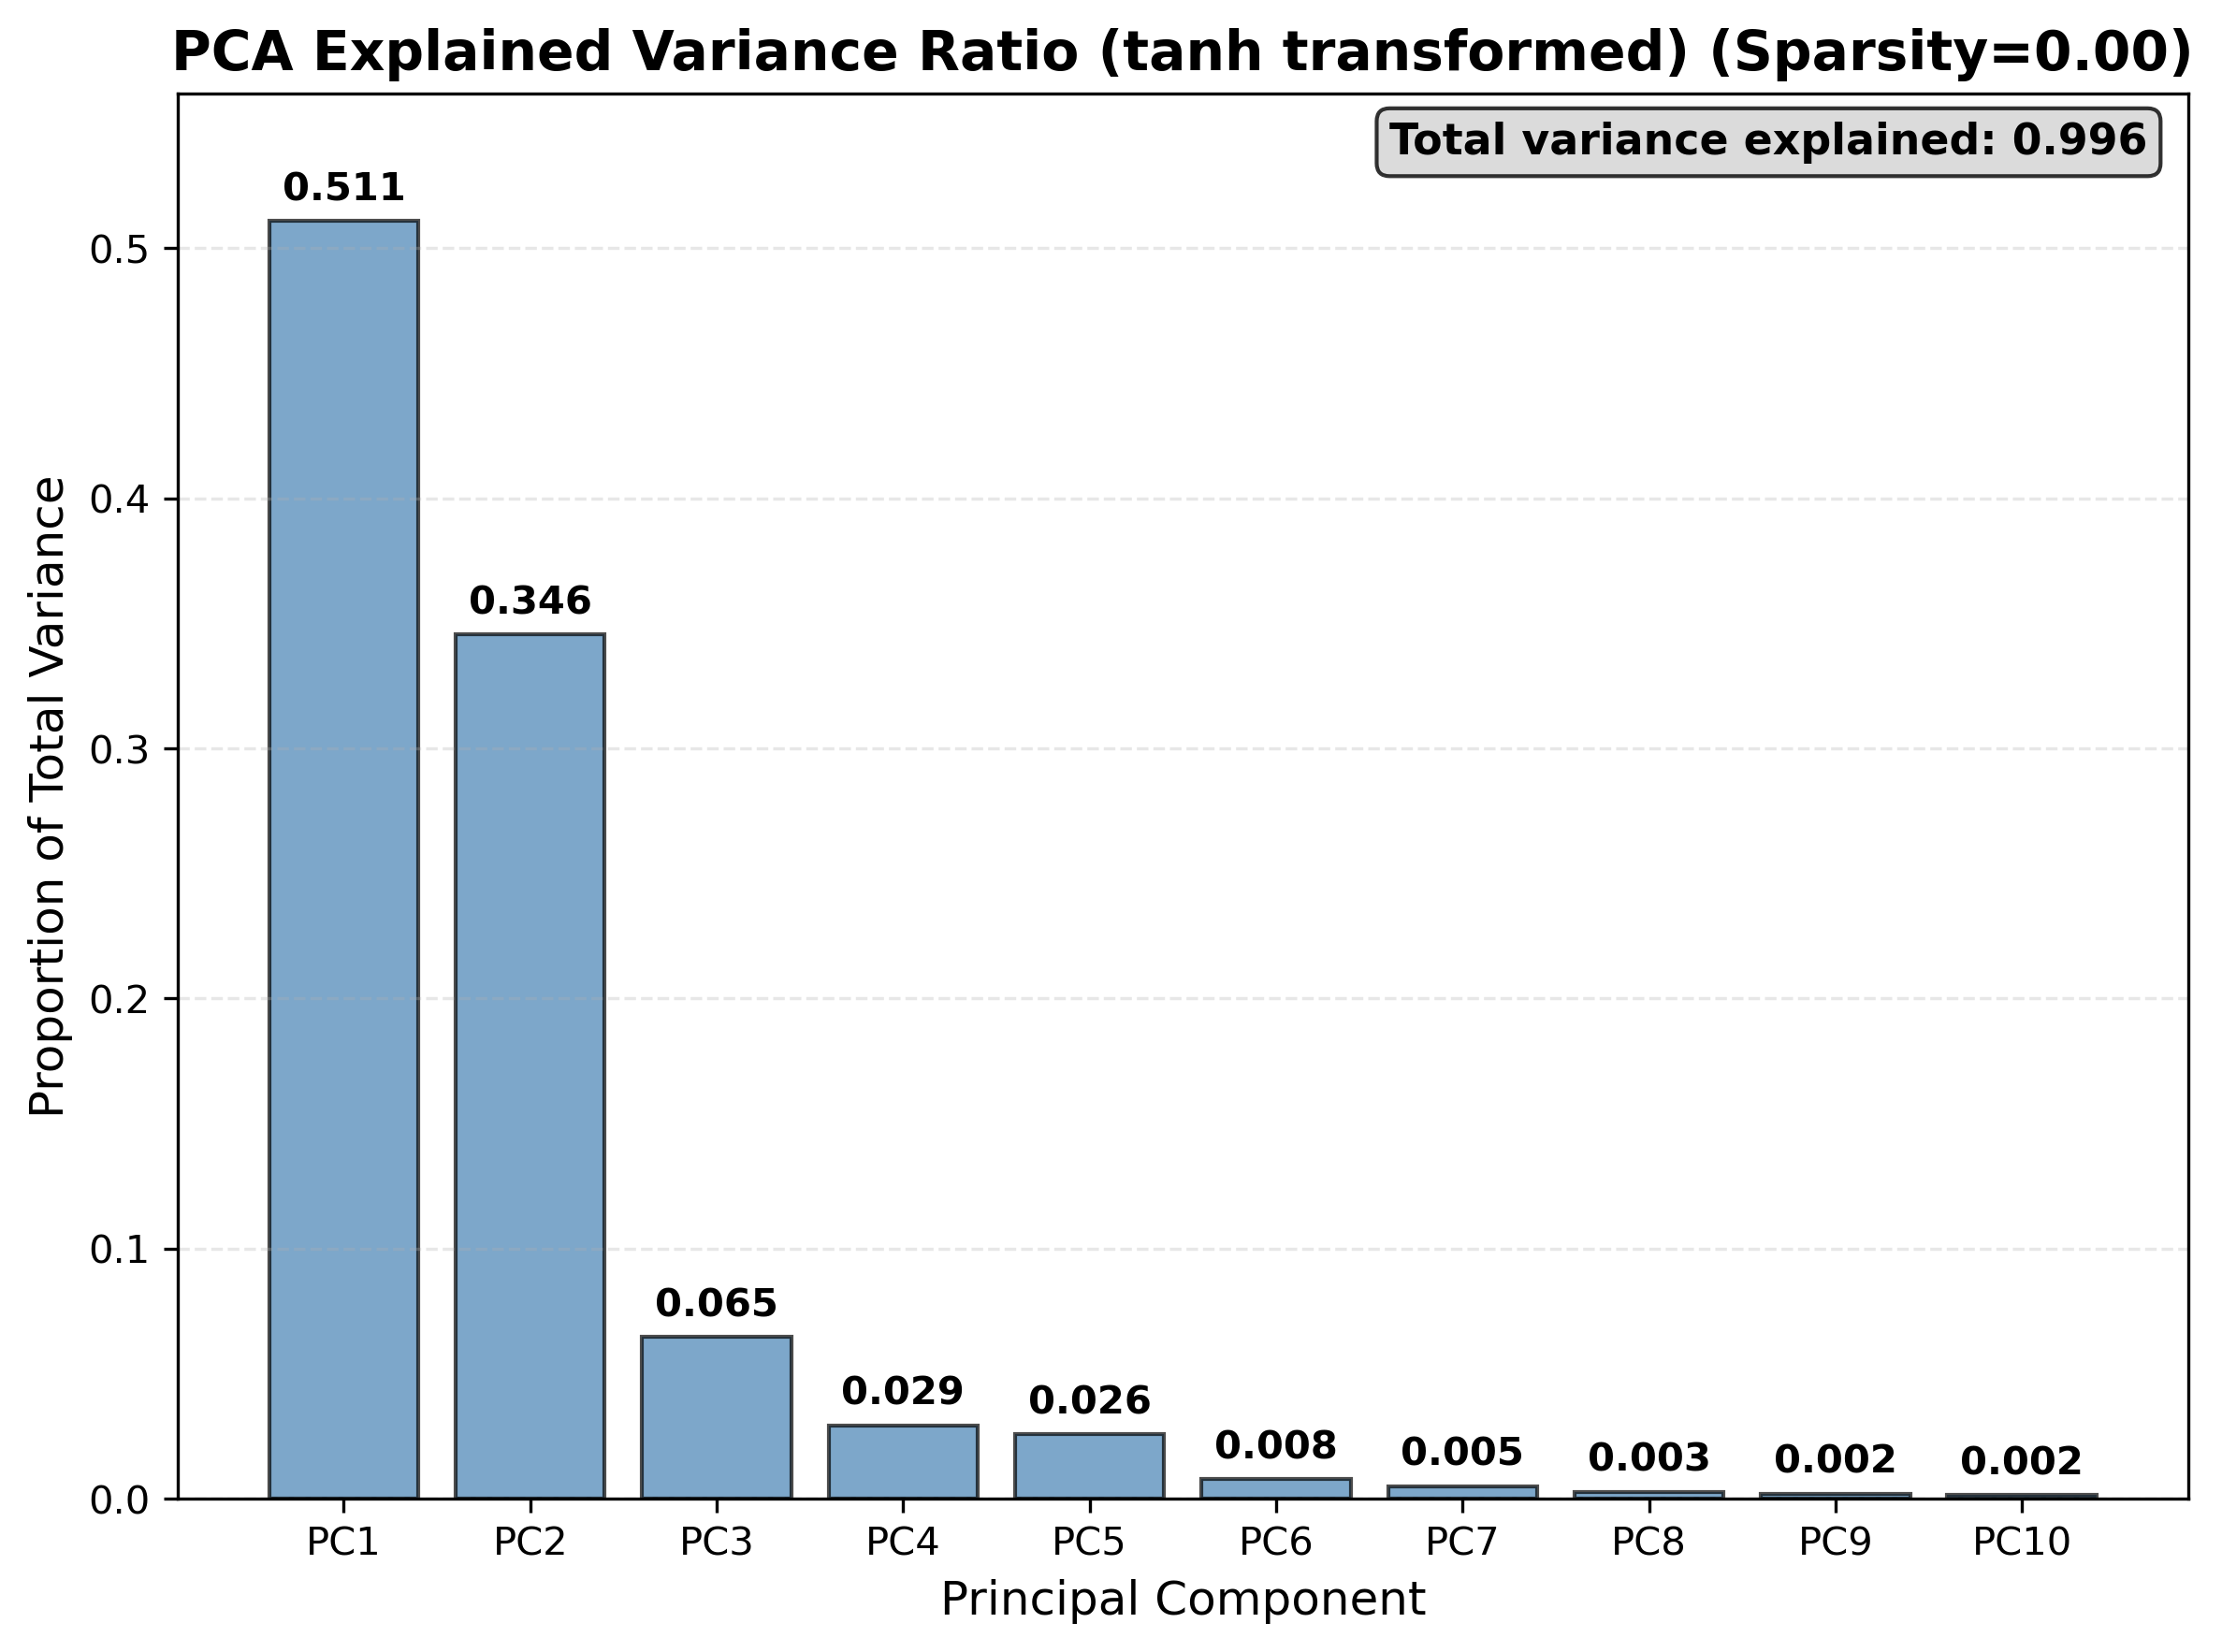 PCA Explained Variance Ratio (tanh transformed) (Sparsity=0.00)
Total variance explained: 0.996
Proportion of Total Variance
0.5
0.4
0.3
0.2
0.1
0.0
0.511
0.346
0.065
0.029
0.026
0.008
0.005
0.003
0.002
0.002
PC1
PC2
PC3
PC4
PC5
PC6
PC7
PC8
PC9
PC10
Principal Component